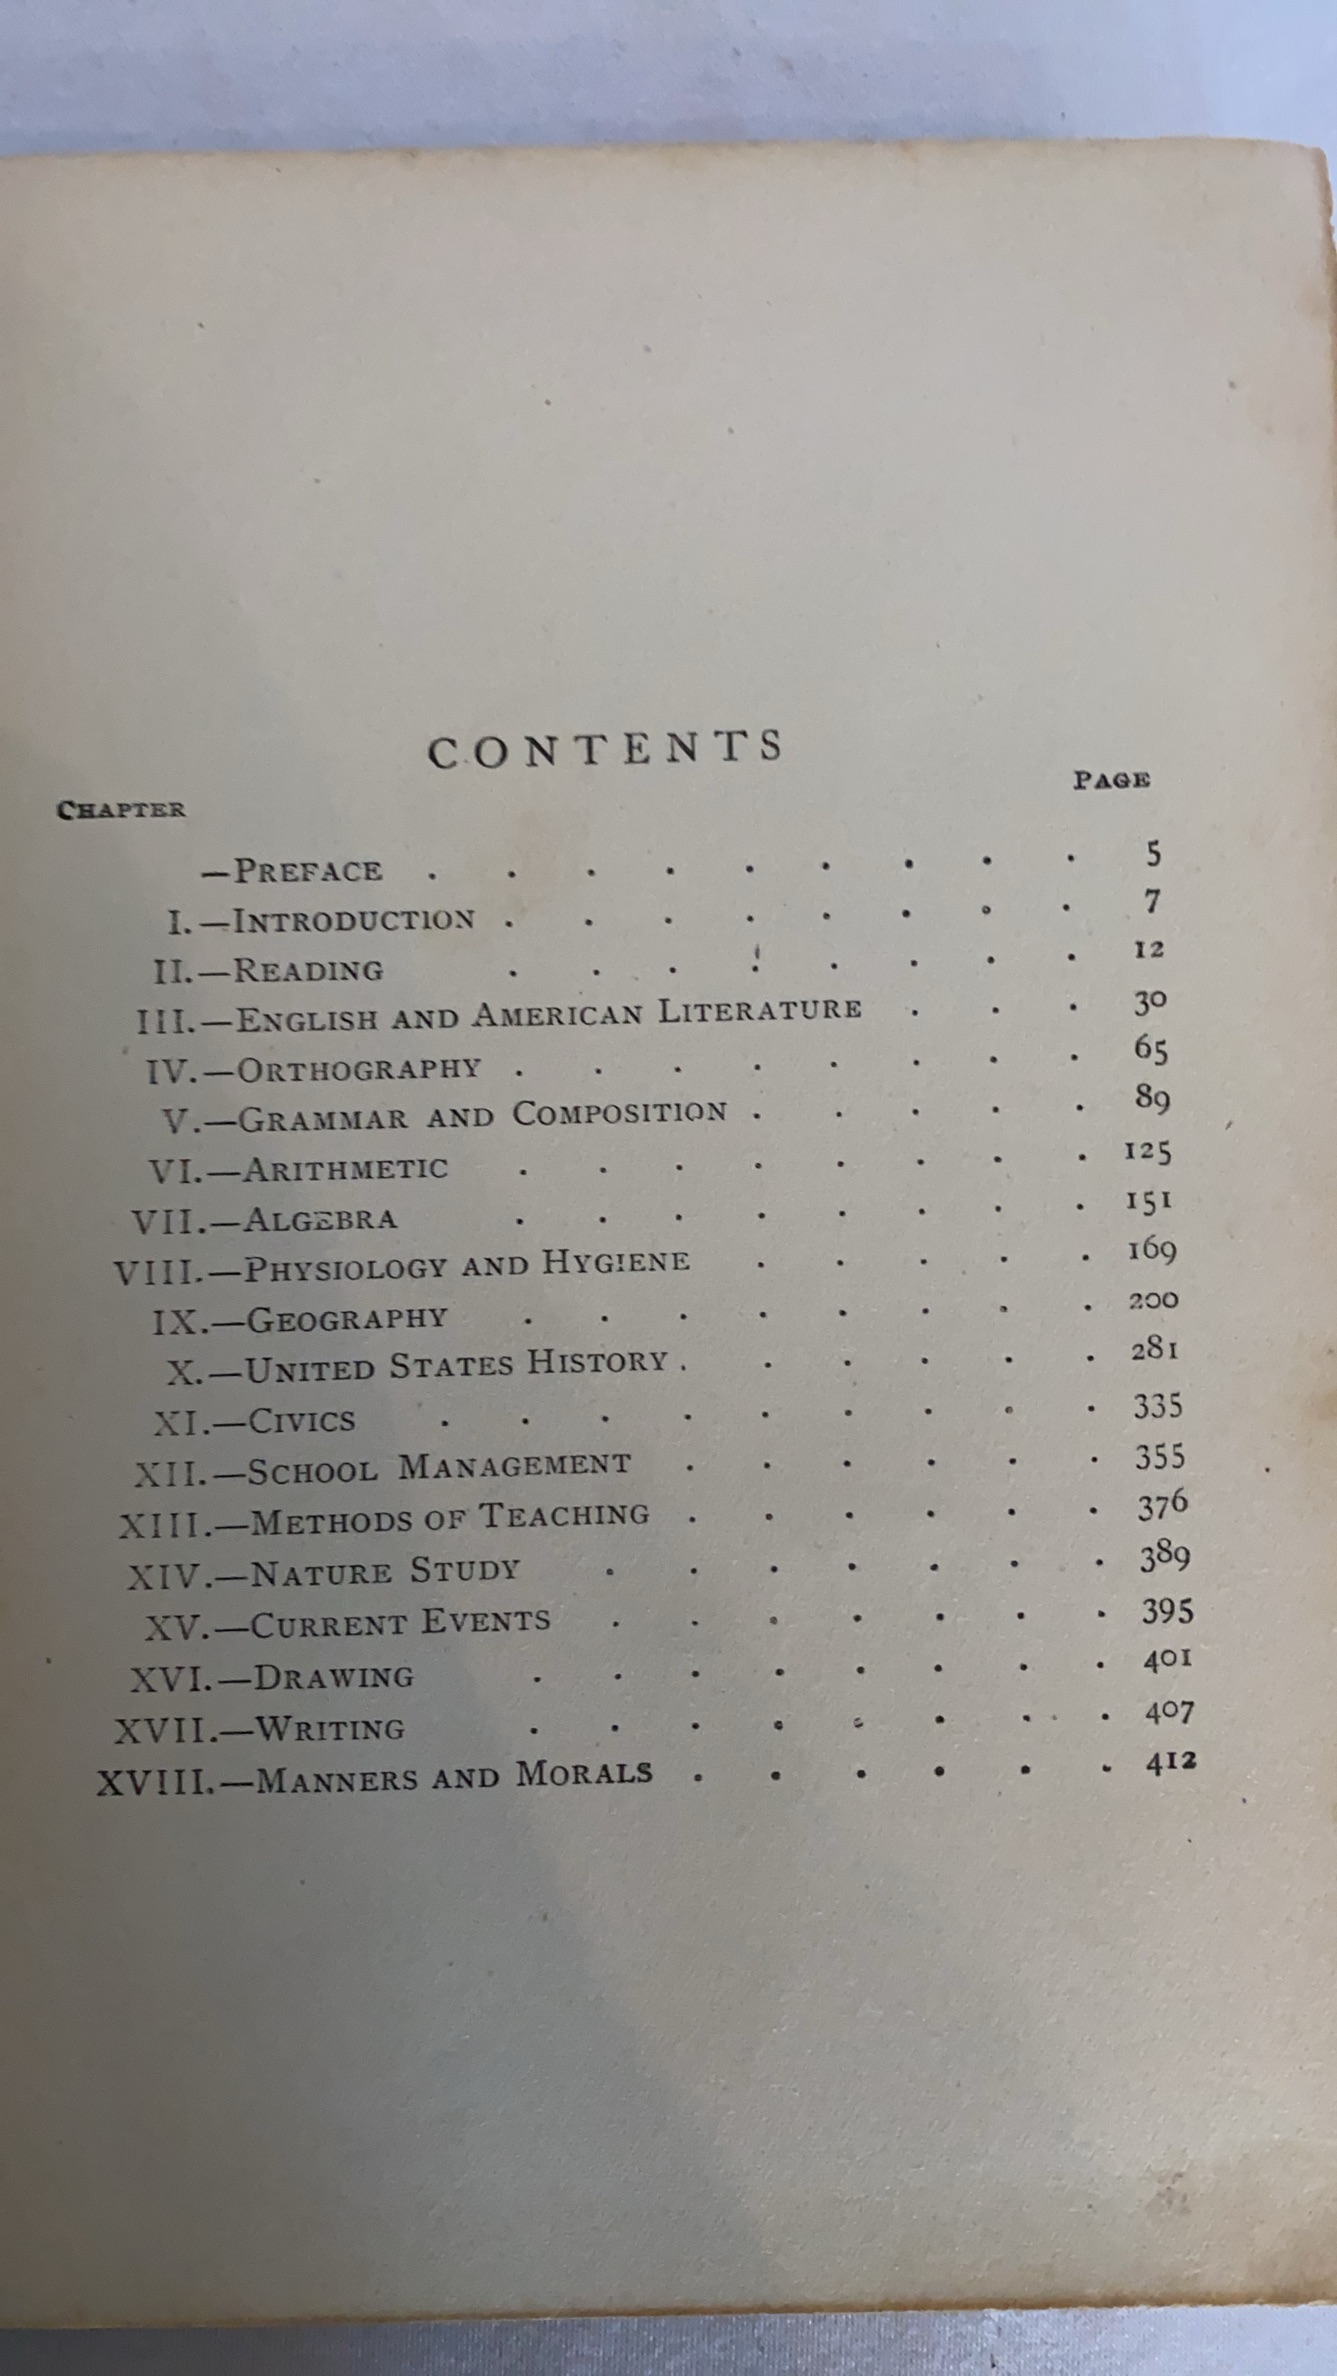 CONTENTS
CHAPTER PAGE
—PREFACE . . . . . . . . . 5
I.—INTRODUCTION . . . . . . . . 7
II.—READING . . . . . . . . 12
III.—ENGLISH AND AMERICAN LITERATURE . . . 30
IV.—ORTHOGRAPHY . . . . . . . . 65
V.—GRAMMAR AND COMPOSITION . . . . . 89
VI.—ARITHMETIC . . . . . . . . 125
VII.—ALGEBRA . . . . . . . . 151
VIII.—PHYSIOLOGY AND HYGIENE . . . . . 169
IX.—GEOGRAPHY . . . . . . . . 200
X.—UNITED STATES HISTORY . . . . . . 281
XI.—CIVICS . . . . . . . . . 335
XII.—SCHOOL MANAGEMENT . . . . . . 355
XIII.—METHODS OF TEACHING . . . . . . 376
XIV.—NATURE STUDY . . . . . . . 389
XV.—CURRENT EVENTS . . . . . . . 395
XVI.—DRAWING . . . . . . . . 401
XVII.—WRITING . . . . . . . . 407
XVIII.—MANNERS AND MORALS . . . . . . 412